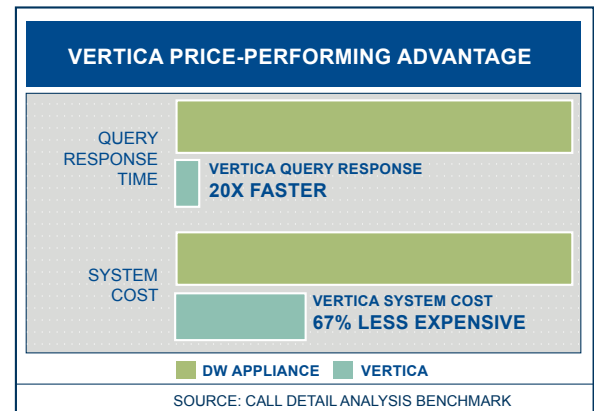 VERTICA PRICE-PERFORMING ADVANTAGE
QUERY
RESPONSE
TIME
VERTICA QUERY RESPONSE
20X FASTER
SYSTEM
COST
VERTICA SYSTEM COST
67% LESS EXPENSIVE
DW APPLIANCE VERTICA
SOURCE: CALL DETAIL ANALYSIS BENCHMARK